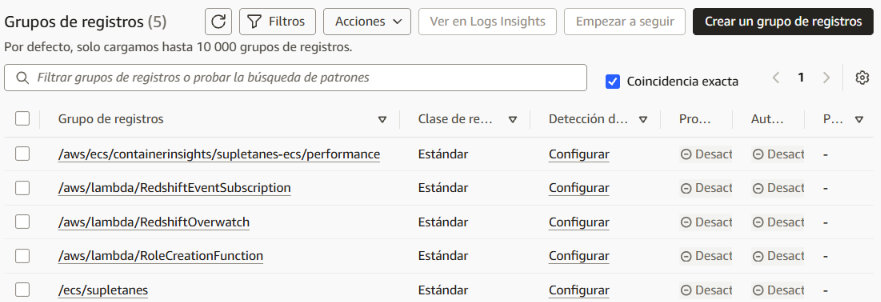 Grupos de registros (5)
Filtros
Acciones
Ver en Logs Insights
Empezar a seguir
Crear un grupo de registros
Por defecto, solo cargamos hasta 10 000 grupos de registros.
Filtrar grupos de registros o probar la búsqueda de patrones
Coincidencia exacta
1
Grupo de registros Clase de re... Detección d... Pro... Aut... P...
/aws/ecs/containerinsights/supletanes-ecs/performance Estándar Configurar Desact Desact -
/aws/lambda/RedshiftEventSubscription Estándar Configurar Desact Desact -
/aws/lambda/RedshiftOverwatch Estándar Configurar Desact Desact -
/aws/lambda/RoleCreationFunction Estándar Configurar Desact Desact -
/ecs/supletanes Estándar Configurar Desact Desact -